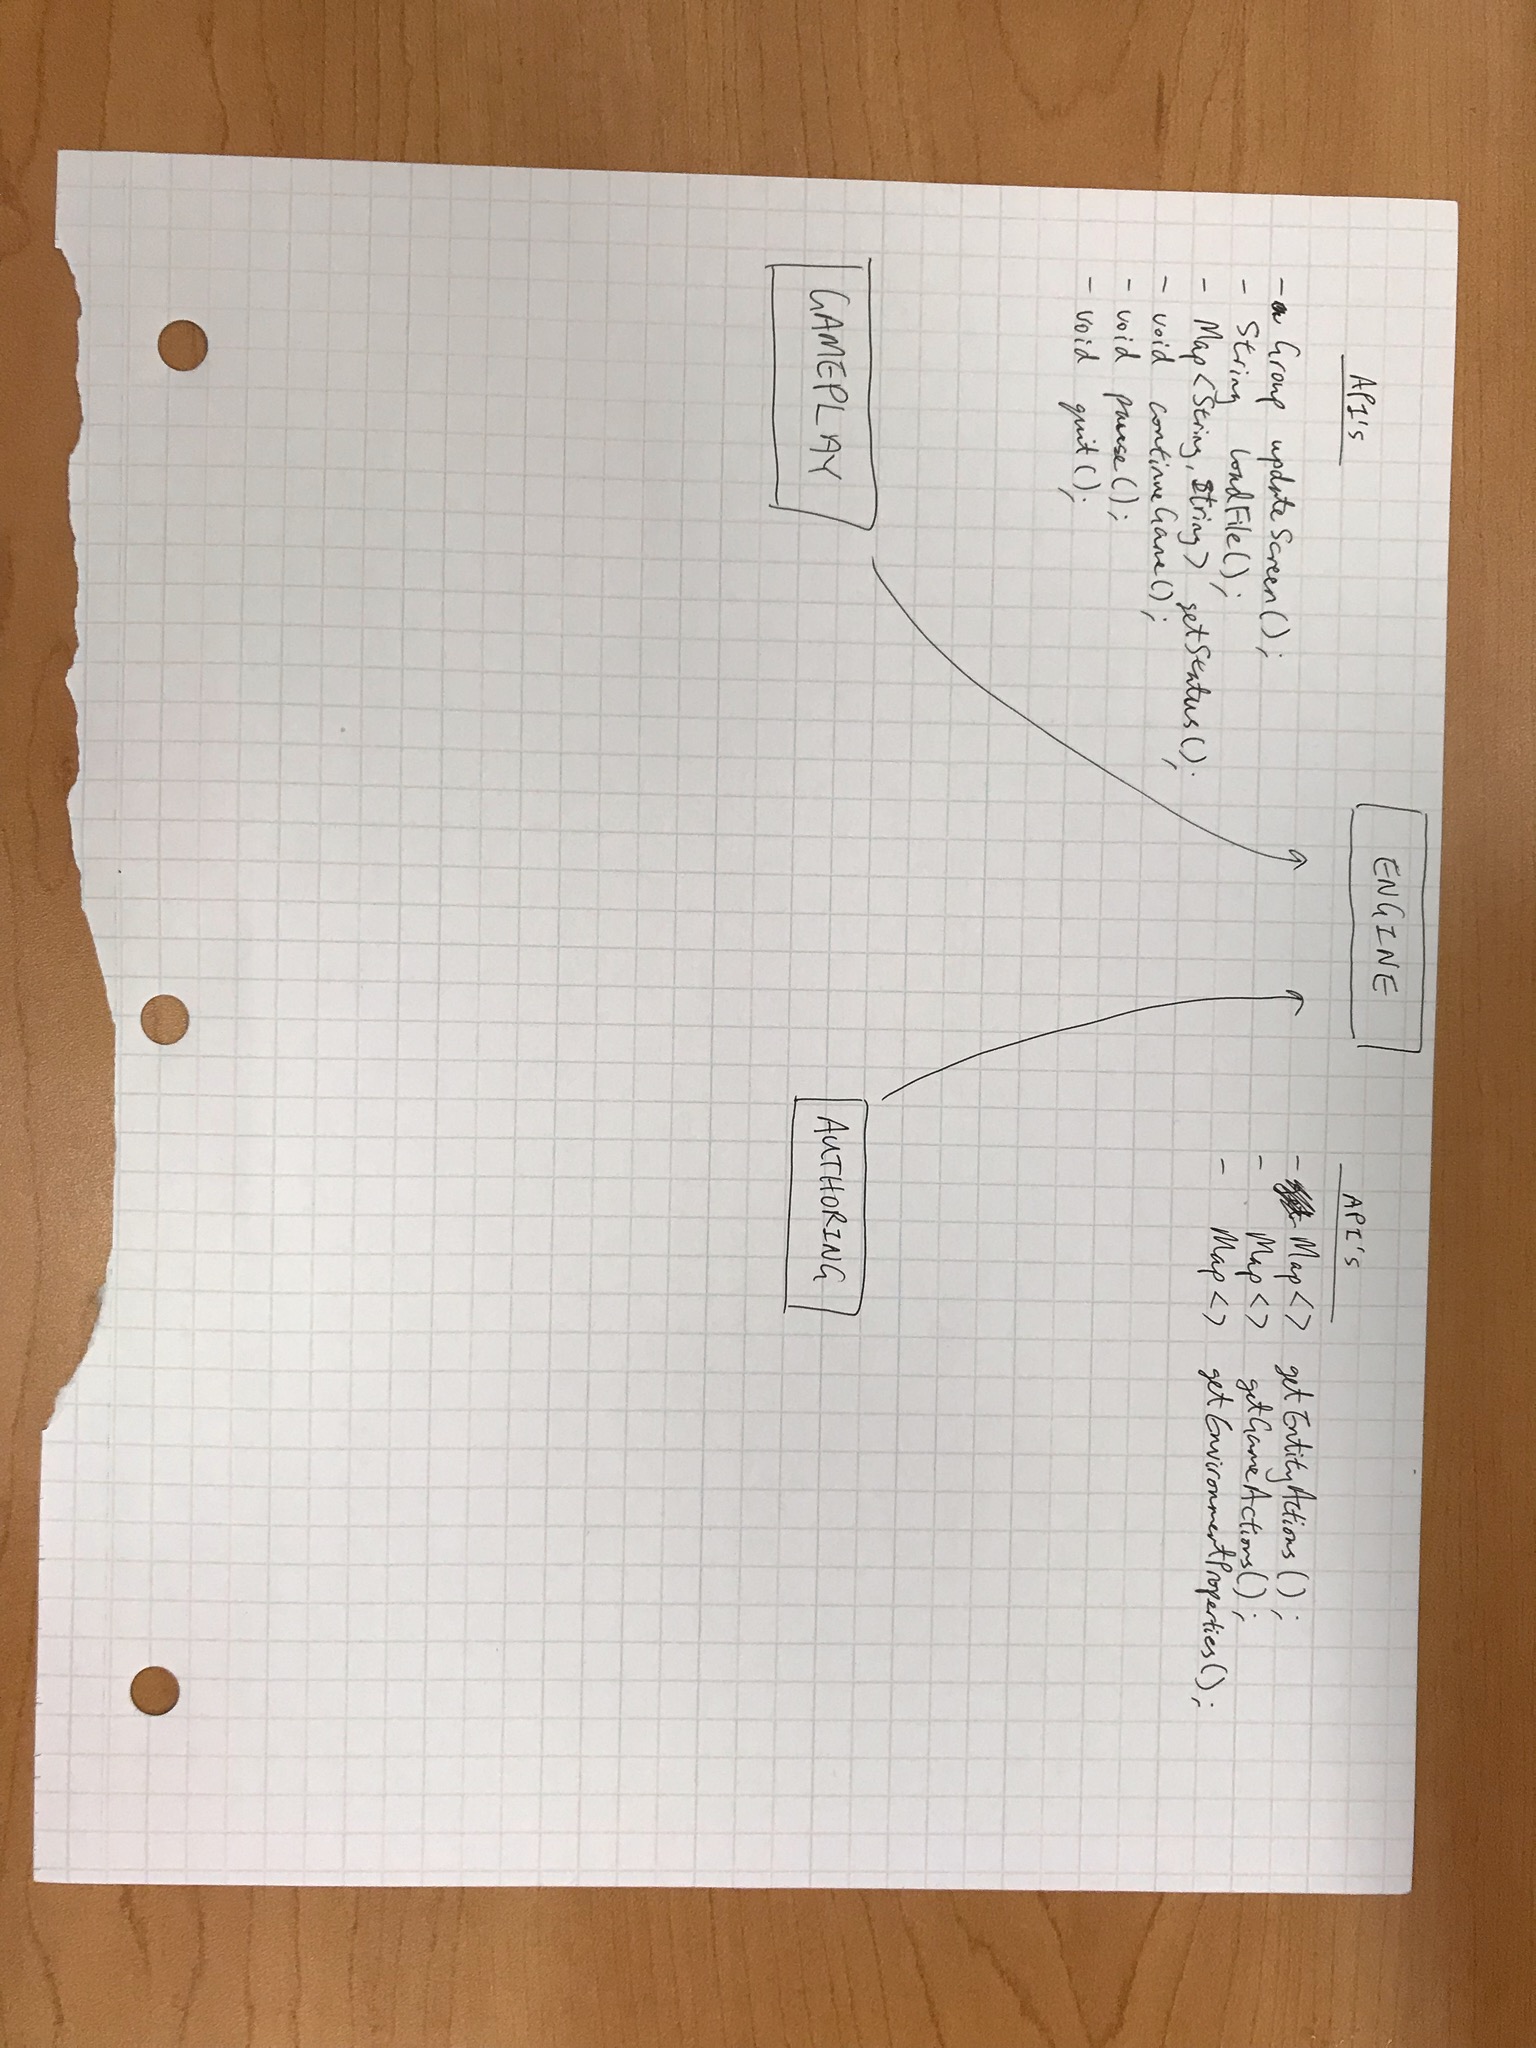 ENGINE
API's
- Group updateScreen();
- String loadFile();
- Map<String, String> getStatus();
- void continueGame();
- void pause();
- void quit();
API's
- Map<> getEntityActions();
- Map<> getGameActions();
- Map<> getEnvironmentProperties();
GAMEPLAY
AUTHORING